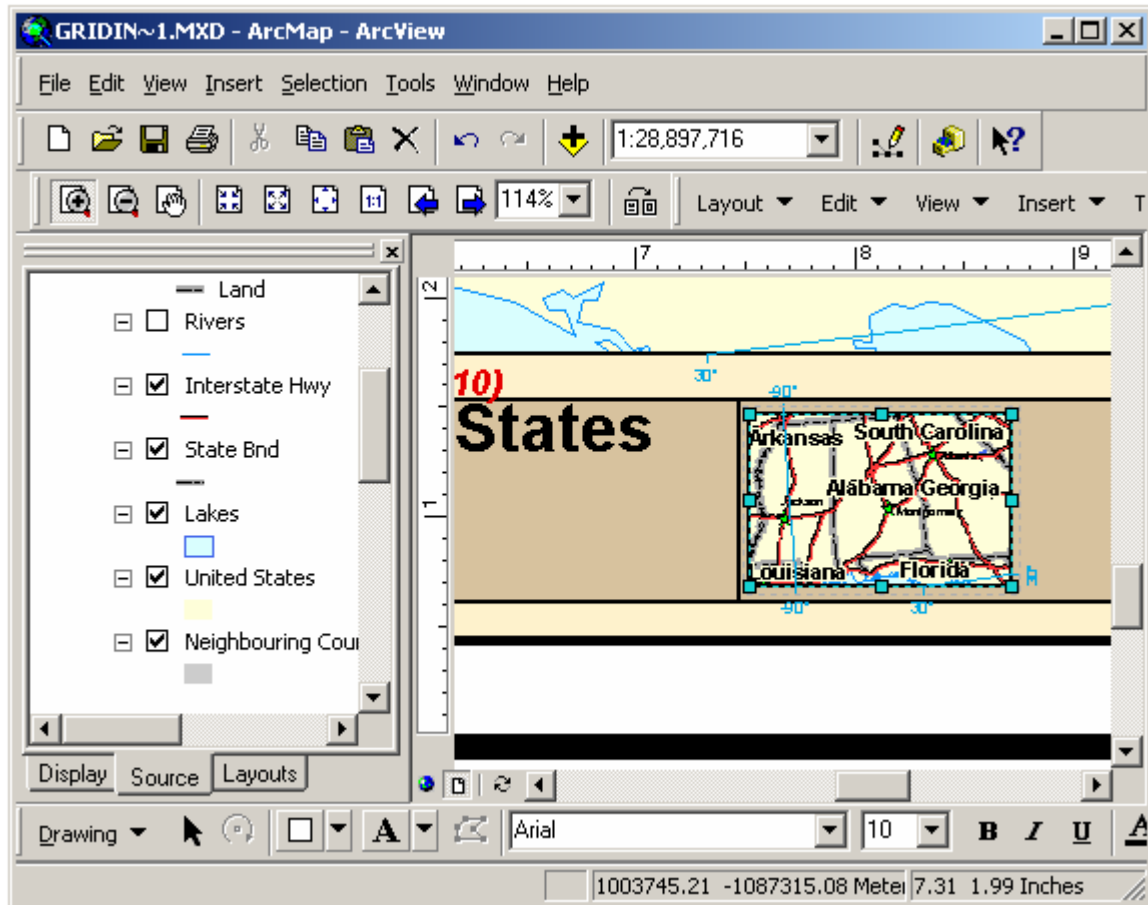 GRIDIN~1.MXD - ArcMap - ArcView
File Edit View Insert Selection Tools Window Help
1:28,897,716
114% Layout Edit View Insert T
Land
Rivers
Interstate Hwy
State Bnd
Lakes
United States
Neighbouring Cour
7 8 9
2
1
30°
10)
-90°
States
Arkansas South Carolina
Alabama Georgia
Jackson
Montgomery
Louisiana Florida
-90° 30°
Display Source Layouts
Drawing A Arial 10 B I U A
1003745.21 -1087315.08 Meter 7.31 1.99 Inches